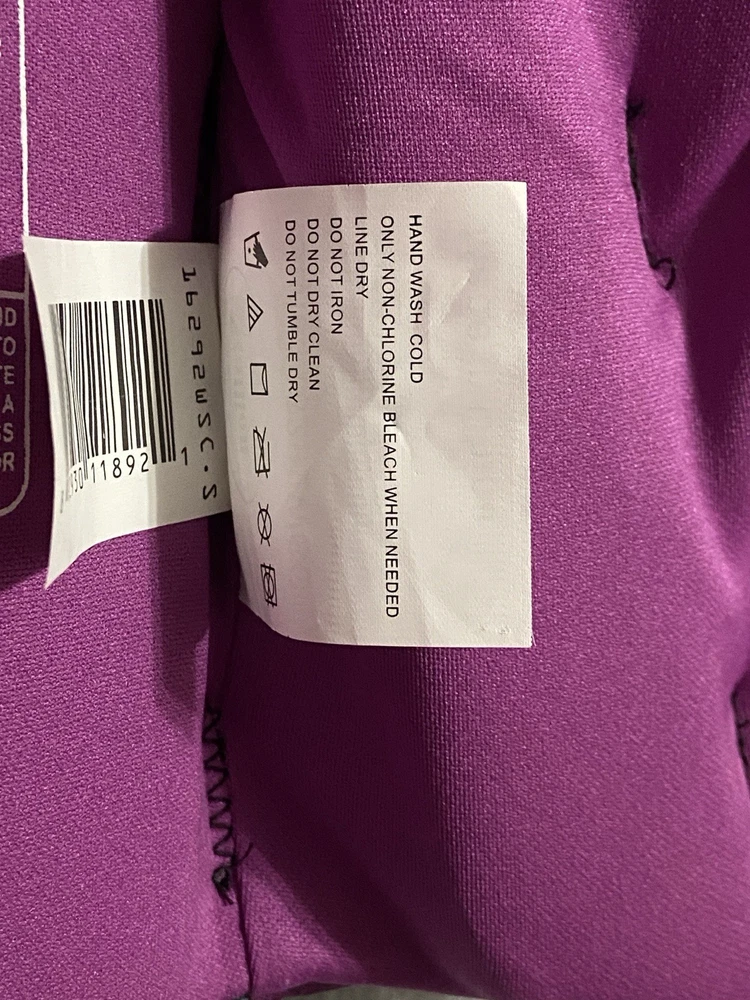 HAND WASH COLD
ONLY NON-CHLORINE BLEACH WHEN NEEDED
LINE DRY
DO NOT IRON
DO NOT DRY CLEAN
DO NOT TUMBLE DRY
11892 1